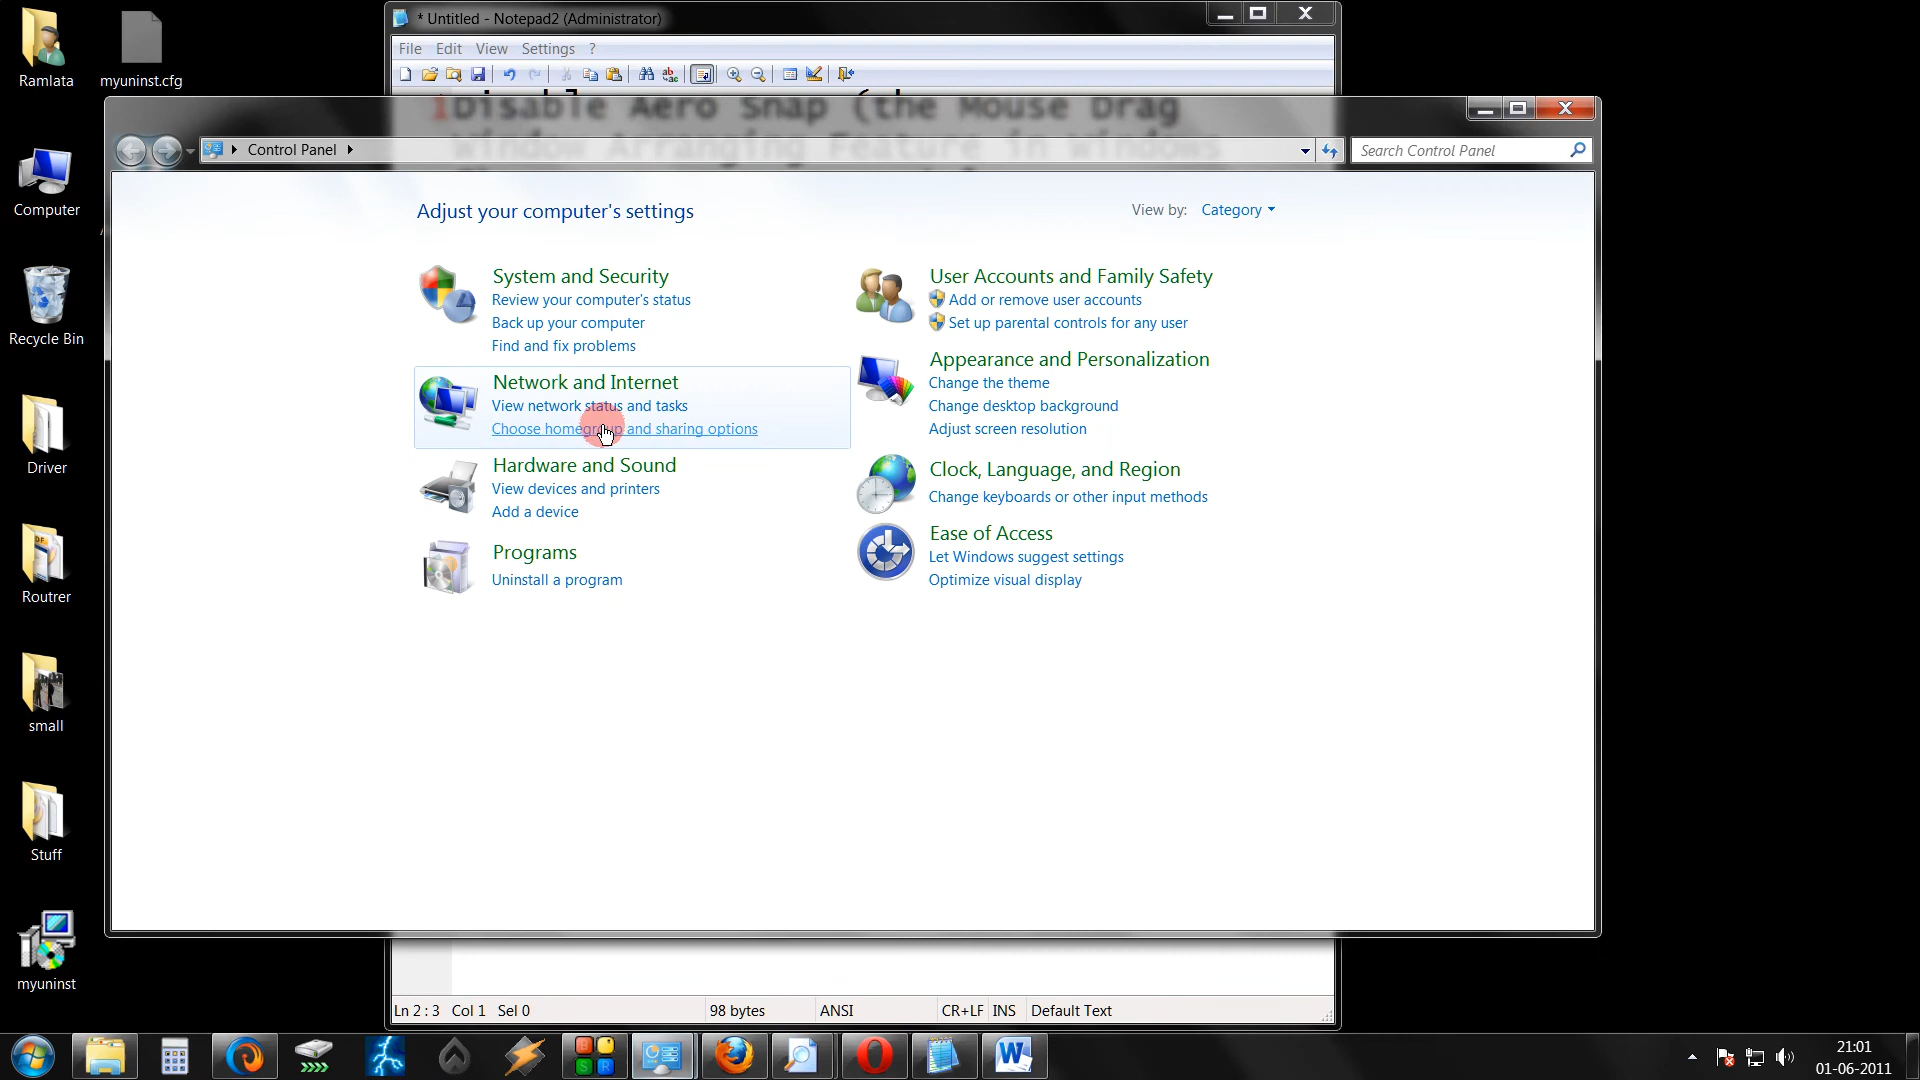 Ramlata
myuninst.cfg
Computer
Recycle Bin
Driver
Routrer
small
Stuff
myuninst
* Untitled - Notepad2 (Administrator)
File Edit View Settings ?
1Disable Aero Snap (the Mouse Drag
Window Arranging Feature in Windows
Control Panel
Search Control Panel
Adjust your computer's settings
View by: Category
System and Security
Review your computer's status
Back up your computer
Find and fix problems
Network and Internet
View network status and tasks
Choose homegroup and sharing options
Hardware and Sound
View devices and printers
Add a device
Programs
Uninstall a program
User Accounts and Family Safety
Add or remove user accounts
Set up parental controls for any user
Appearance and Personalization
Change the theme
Change desktop background
Adjust screen resolution
Clock, Language, and Region
Change keyboards or other input methods
Ease of Access
Let Windows suggest settings
Optimize visual display
Ln 2 : 3 Col 1 Sel 0 98 bytes ANSI CR+LF INS Default Text
21:01
01-06-2011